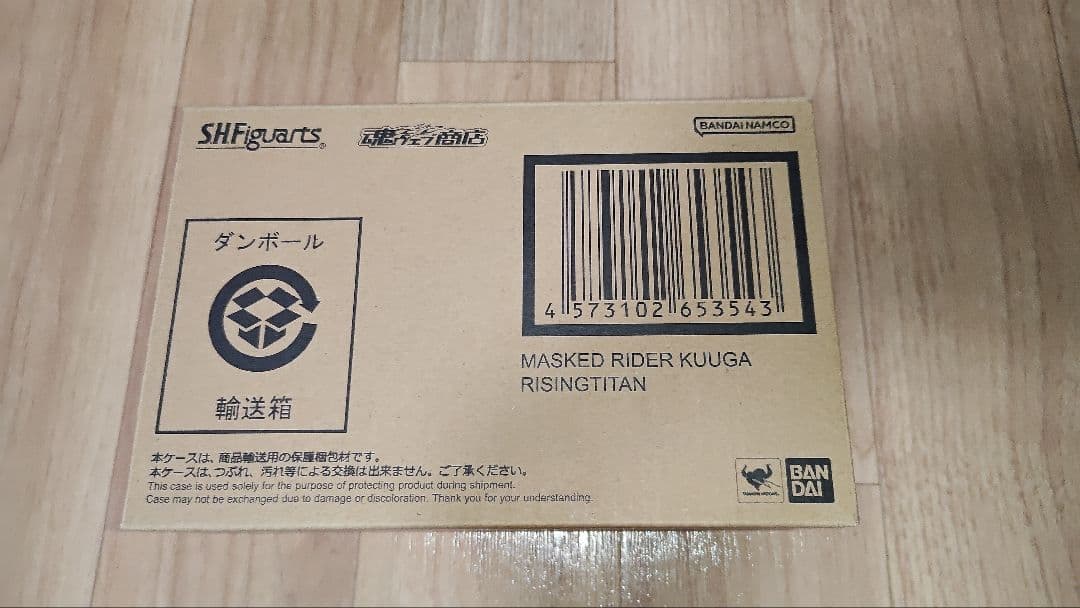 S.H.Figuarts®
魂ウェブ商店
BANDAI NAMCO
ダンボール
輸送箱
4 573102 653543
MASKED RIDER KUUGA
RISINGTITAN
本ケースは、商品輸送用の保護梱包材です。
本ケースは、つぶれ、汚れ等による交換は出来ません。ご了承ください。
This case is used solely for the purpose of protecting product during shipment.
Case may not be exchanged due to damage or discoloration. Thank you for your understanding.
BAN
DAI